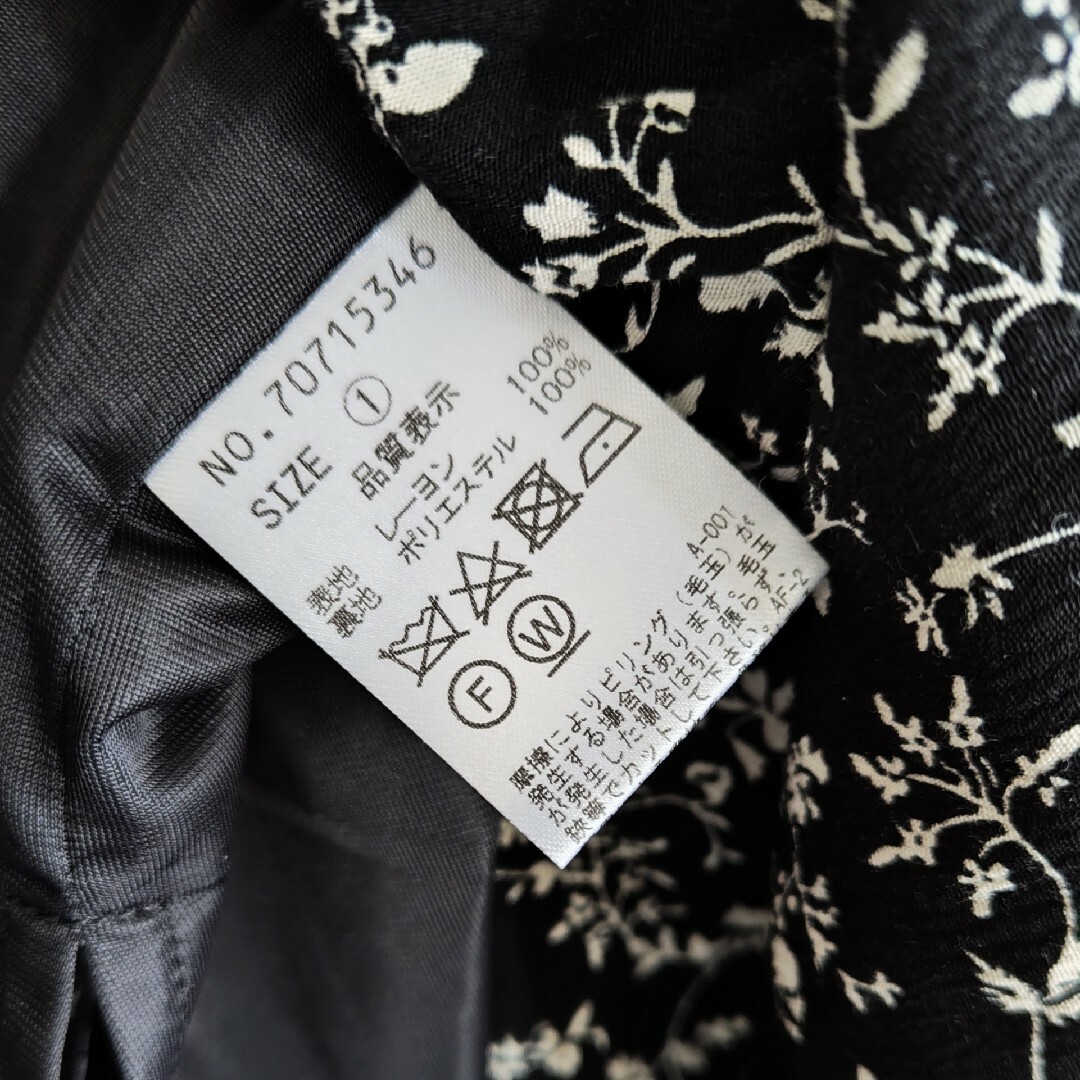 NO.70715346
SIZE ①
品質表示
表地 レーヨン 100%
裏地 ポリエステル 100%
F W
A-001
摩擦によりピリング（毛玉）が
発生する場合があります。毛玉
が発生した場合は引っ張らず、
鋏等でカットして下さい。
AF-2